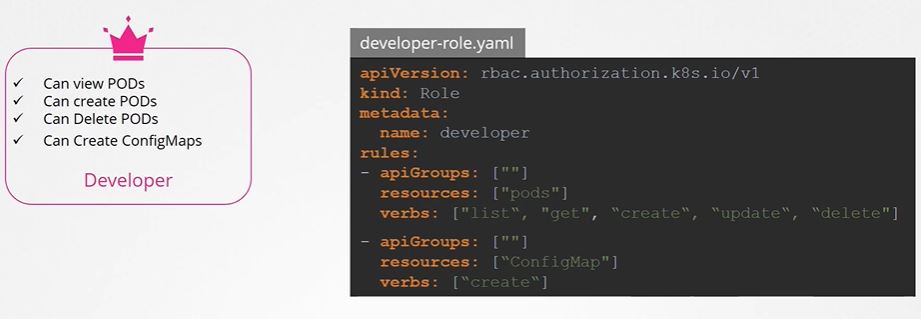 ✓ Can view PODs
✓ Can create PODs
✓ Can Delete PODs
✓ Can Create ConfigMaps
Developer
developer-role.yaml
apiVersion: rbac.authorization.k8s.io/v1
kind: Role
metadata:
  name: developer
rules:
- apiGroups: [""]
  resources: ["pods"]
  verbs: ["list“, "get", “create“, “update“, “delete"]
- apiGroups: [""]
  resources: [“ConfigMap"]
  verbs: [“create“]